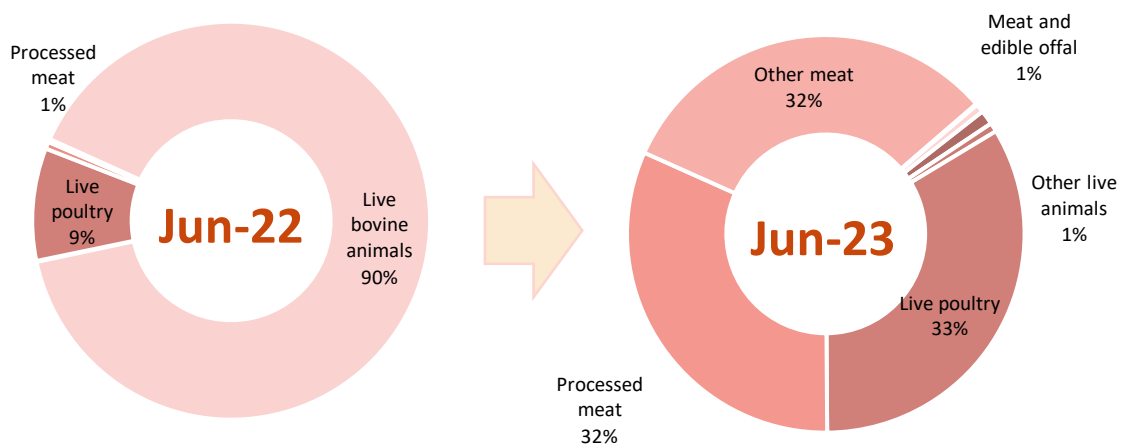 Processed
meat
1%
Live
poultry
9%
Jun-22
Live
bovine
animals
90%
Other meat
32%
Meat and
edible offal
1%
Other live
animals
1%
Jun-23
Live poultry
33%
Processed
meat
32%